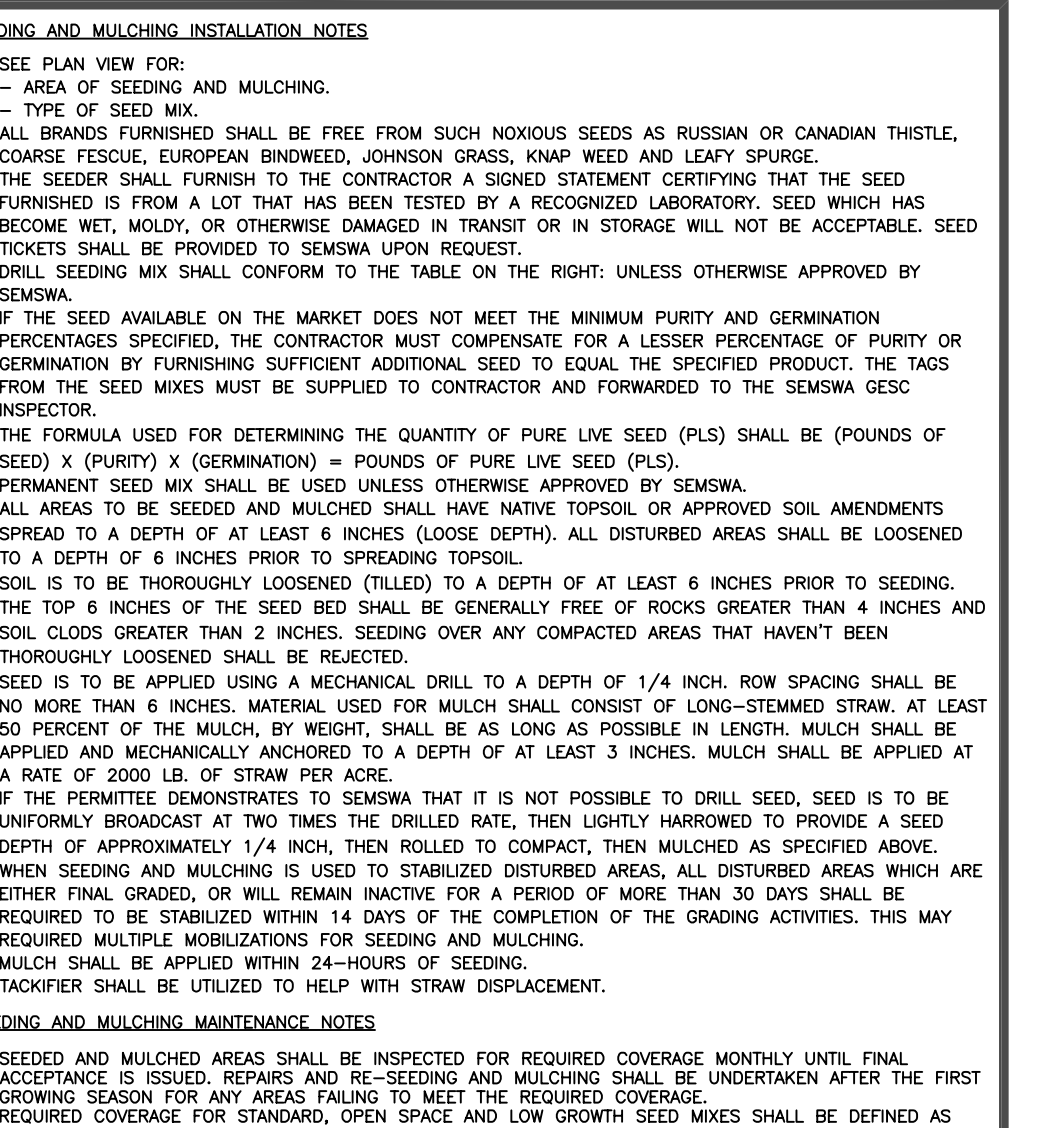 DING AND MULCHING INSTALLATION NOTES
SEE PLAN VIEW FOR:
– AREA OF SEEDING AND MULCHING.
– TYPE OF SEED MIX.
ALL BRANDS FURNISHED SHALL BE FREE FROM SUCH NOXIOUS SEEDS AS RUSSIAN OR CANADIAN THISTLE,
COARSE FESCUE, EUROPEAN BINDWEED, JOHNSON GRASS, KNAP WEED AND LEAFY SPURGE.
THE SEEDER SHALL FURNISH TO THE CONTRACTOR A SIGNED STATEMENT CERTIFYING THAT THE SEED
FURNISHED IS FROM A LOT THAT HAS BEEN TESTED BY A RECOGNIZED LABORATORY. SEED WHICH HAS
BECOME WET, MOLDY, OR OTHERWISE DAMAGED IN TRANSIT OR IN STORAGE WILL NOT BE ACCEPTABLE. SEED
TICKETS SHALL BE PROVIDED TO SEMSWA UPON REQUEST.
DRILL SEEDING MIX SHALL CONFORM TO THE TABLE ON THE RIGHT: UNLESS OTHERWISE APPROVED BY
SEMSWA.
IF THE SEED AVAILABLE ON THE MARKET DOES NOT MEET THE MINIMUM PURITY AND GERMINATION
PERCENTAGES SPECIFIED, THE CONTRACTOR MUST COMPENSATE FOR A LESSER PERCENTAGE OF PURITY OR
GERMINATION BY FURNISHING SUFFICIENT ADDITIONAL SEED TO EQUAL THE SPECIFIED PRODUCT. THE TAGS
FROM THE SEED MIXES MUST BE SUPPLIED TO CONTRACTOR AND FORWARDED TO THE SEMSWA GESC
INSPECTOR.
THE FORMULA USED FOR DETERMINING THE QUANTITY OF PURE LIVE SEED (PLS) SHALL BE (POUNDS OF
SEED) X (PURITY) X (GERMINATION) = POUNDS OF PURE LIVE SEED (PLS).
PERMANENT SEED MIX SHALL BE USED UNLESS OTHERWISE APPROVED BY SEMSWA.
ALL AREAS TO BE SEEDED AND MULCHED SHALL HAVE NATIVE TOPSOIL OR APPROVED SOIL AMENDMENTS
SPREAD TO A DEPTH OF AT LEAST 6 INCHES (LOOSE DEPTH). ALL DISTURBED AREAS SHALL BE LOOSENED
TO A DEPTH OF 6 INCHES PRIOR TO SPREADING TOPSOIL.
SOIL IS TO BE THOROUGHLY LOOSENED (TILLED) TO A DEPTH OF AT LEAST 6 INCHES PRIOR TO SEEDING.
THE TOP 6 INCHES OF THE SEED BED SHALL BE GENERALLY FREE OF ROCKS GREATER THAN 4 INCHES AND
SOIL CLODS GREATER THAN 2 INCHES. SEEDING OVER ANY COMPACTED AREAS THAT HAVEN'T BEEN
THOROUGHLY LOOSENED SHALL BE REJECTED.
SEED IS TO BE APPLIED USING A MECHANICAL DRILL TO A DEPTH OF 1/4 INCH. ROW SPACING SHALL BE
NO MORE THAN 6 INCHES. MATERIAL USED FOR MULCH SHALL CONSIST OF LONG–STEMMED STRAW. AT LEAST
50 PERCENT OF THE MULCH, BY WEIGHT, SHALL BE AS LONG AS POSSIBLE IN LENGTH. MULCH SHALL BE
APPLIED AND MECHANICALLY ANCHORED TO A DEPTH OF AT LEAST 3 INCHES. MULCH SHALL BE APPLIED AT
A RATE OF 2000 LB. OF STRAW PER ACRE.
IF THE PERMITTEE DEMONSTRATES TO SEMSWA THAT IT IS NOT POSSIBLE TO DRILL SEED, SEED IS TO BE
UNIFORMLY BROADCAST AT TWO TIMES THE DRILLED RATE, THEN LIGHTLY HARROWED TO PROVIDE A SEED
DEPTH OF APPROXIMATELY 1/4 INCH, THEN ROLLED TO COMPACT, THEN MULCHED AS SPECIFIED ABOVE.
WHEN SEEDING AND MULCHING IS USED TO STABILIZED DISTURBED AREAS, ALL DISTURBED AREAS WHICH ARE
EITHER FINAL GRADED, OR WILL REMAIN INACTIVE FOR A PERIOD OF MORE THAN 30 DAYS SHALL BE
REQUIRED TO BE STABILIZED WITHIN 14 DAYS OF THE COMPLETION OF THE GRADING ACTIVITIES. THIS MAY
REQUIRED MULTIPLE MOBILIZATIONS FOR SEEDING AND MULCHING.
MULCH SHALL BE APPLIED WITHIN 24–HOURS OF SEEDING.
TACKIFIER SHALL BE UTILIZED TO HELP WITH STRAW DISPLACEMENT.
EDING AND MULCHING MAINTENANCE NOTES
SEEDED AND MULCHED AREAS SHALL BE INSPECTED FOR REQUIRED COVERAGE MONTHLY UNTIL FINAL
ACCEPTANCE IS ISSUED. REPAIRS AND RE–SEEDING AND MULCHING SHALL BE UNDERTAKEN AFTER THE FIRST
GROWING SEASON FOR ANY AREAS FAILING TO MEET THE REQUIRED COVERAGE.
REQUIRED COVERAGE FOR STANDARD, OPEN SPACE AND LOW GROWTH SEED MIXES SHALL BE DEFINED AS